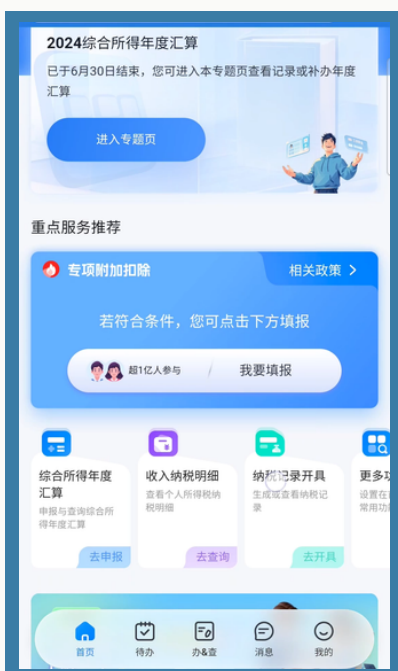 2024综合所得年度汇算
已于6月30日结束，您可进入本专题页查看记录或补办年度
汇算
进入专题页
重点服务推荐
专项附加扣除
相关政策
若符合条件，您可点击下方填报
超1亿人参与
我要填报
综合所得年度
汇算
申报与查询综合所
得年度汇算
去申报
收入纳税明细
查看个人所得税纳
税明细
去查询
纳税记录开具
生成或查看纳税记
录
去开具
更多
设置在
常用功
首页
待办
办&查
消息
我的